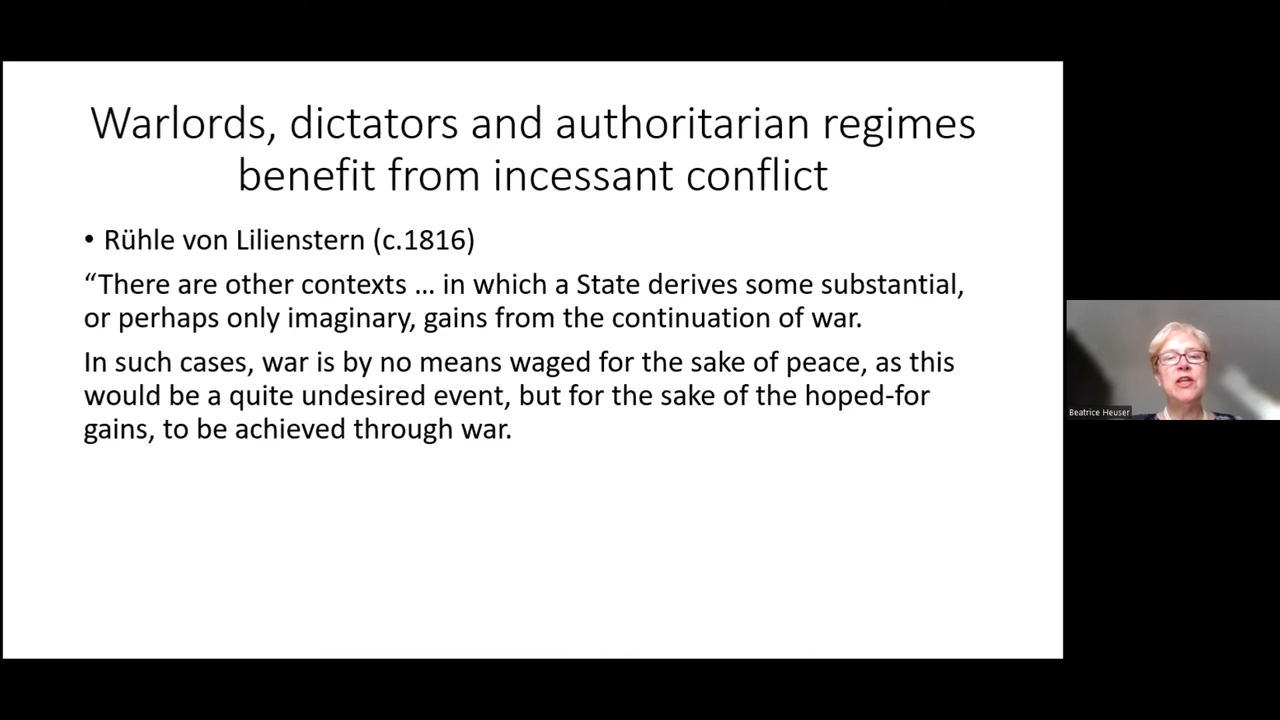 Warlords, dictators and authoritarian regimes
benefit from incessant conflict
• Rühle von Lilienstern (c.1816)
“There are other contexts ... in which a State derives some substantial,
or perhaps only imaginary, gains from the continuation of war.
In such cases, war is by no means waged for the sake of peace, as this
would be a quite undesired event, but for the sake of the hoped-for
gains, to be achieved through war.
Beatrice Heuser